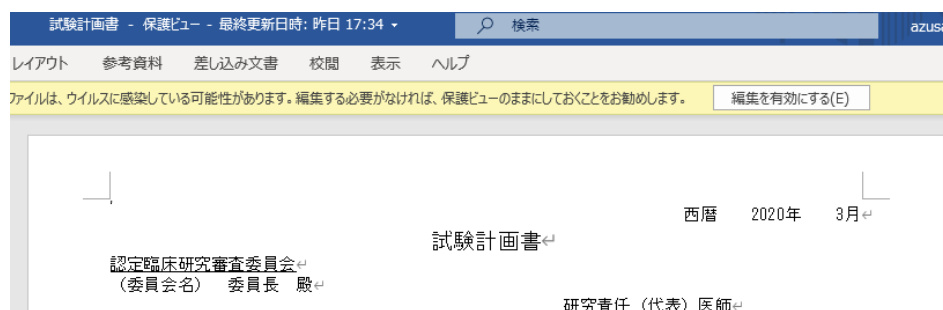 試験計画書 - 保護ビュー - 最終更新日時: 昨日 17:34
検索
azusa
レイアウト 参考資料 差し込み文書 校閲 表示 ヘルプ
ファイルは、ウイルスに感染している可能性があります。編集する必要がなければ、保護ビューのままにしておくことをお勧めします。 編集を有効にする(E)
西暦 2020年 3月
試験計画書
認定臨床研究審査委員会
（委員会名） 委員長 殿
研究責任（代表）医師